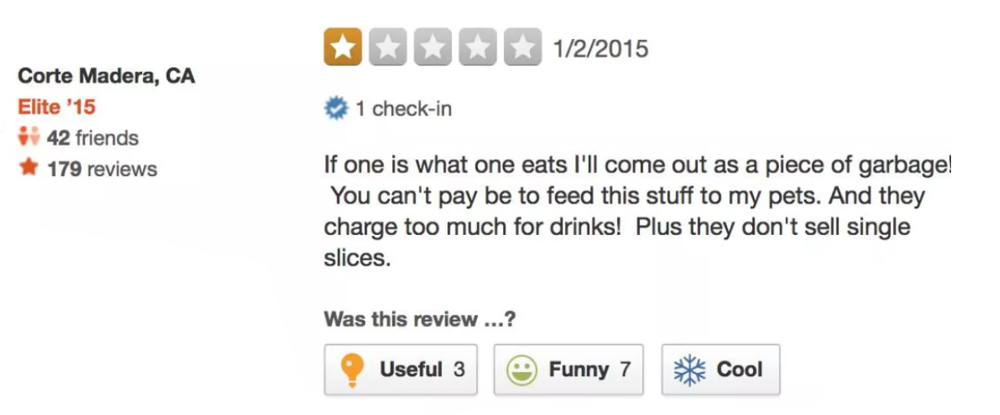 1/2/2015
Corte Madera, CA
Elite ’15
42 friends
179 reviews
1 check-in
If one is what one eats I'll come out as a piece of garbage!
You can't pay be to feed this stuff to my pets. And they
charge too much for drinks!  Plus they don't sell single
slices.
Was this review ...?
Useful 3 Funny 7 Cool